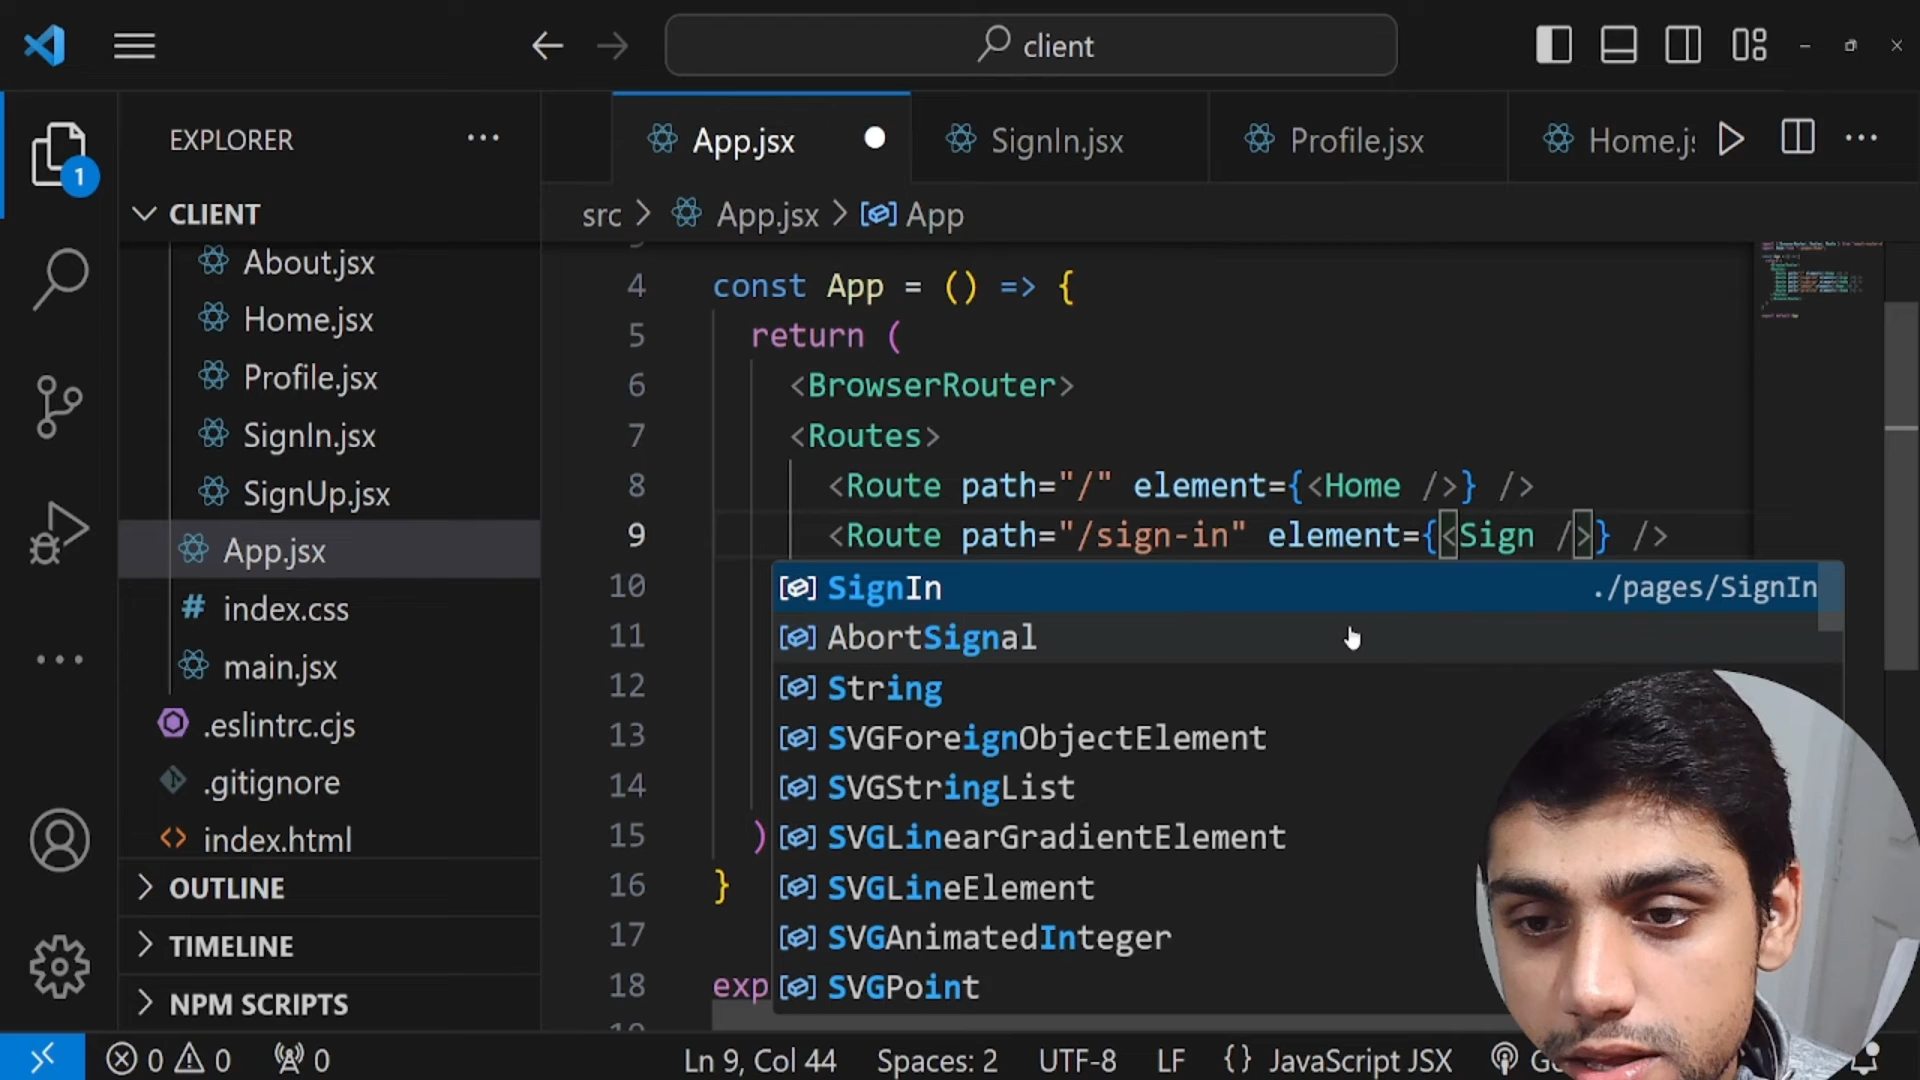 client
EXPLORER
1
CLIENT
About.jsx
Home.jsx
Profile.jsx
SignIn.jsx
SignUp.jsx
App.jsx
index.css
main.jsx
.eslintrc.cjs
.gitignore
index.html
OUTLINE
TIMELINE
NPM SCRIPTS
App.jsx
SignIn.jsx
Profile.jsx
Home.js
src > App.jsx > App
4 const App = () => {
5 return (
6 <BrowserRouter>
7 <Routes>
8 <Route path="/" element={<Home />} />
9 <Route path="/sign-in" element={<Sign />} />
10 SignIn ./pages/SignIn
11 AbortSignal
12 String
13 SVGForeignObjectElement
14 SVGStringList
15 ) SVGLinearGradientElement
16 } SVGLineElement
17 SVGAnimatedInteger
18 exp SVGPoint
0 0 0 Ln 9, Col 44 Spaces: 2 UTF-8 LF {} JavaScript JSX